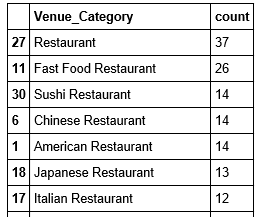 Venue_Category count
27 Restaurant 37
11 Fast Food Restaurant 26
30 Sushi Restaurant 14
6 Chinese Restaurant 14
1 American Restaurant 14
18 Japanese Restaurant 13
17 Italian Restaurant 12